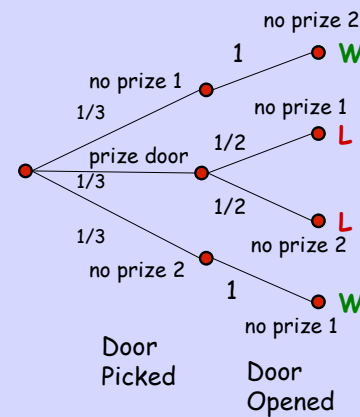 no prize 2
1
W
no prize 1
1/3
no prize 1
1/2
L
prize door
1/3
1/2
L
1/3
no prize 2
no prize 2
1
W
no prize 1
Door
Picked
Door
Opened